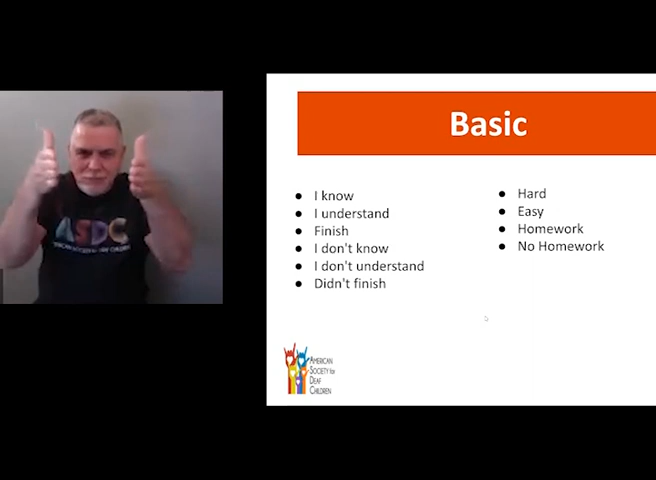 Basic
I know
I understand
Finish
I don't know
I don't understand
Didn't finish
Hard
Easy
Homework
No Homework
ASDC
AMERICAN
SOCIETY for
DEAF
CHILDREN